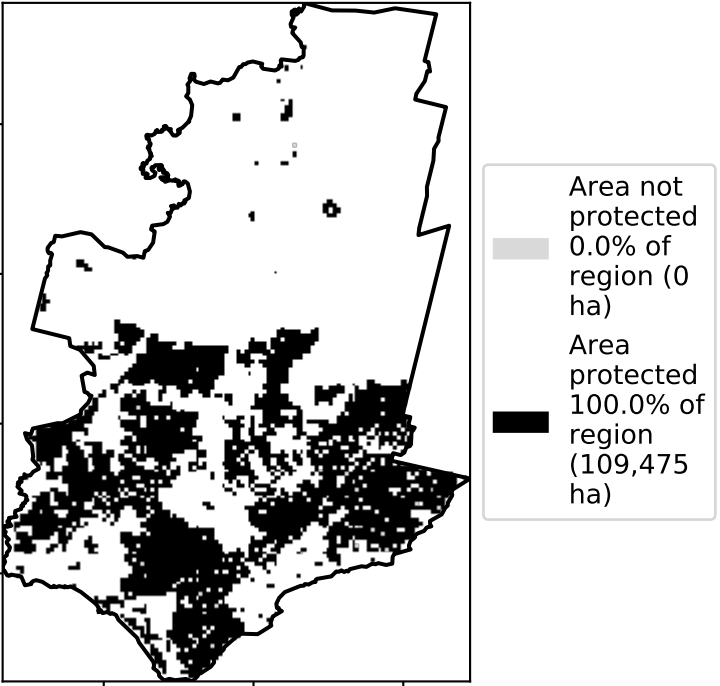 Area not
protected
0.0% of
region (0
ha)
Area
protected
100.0% of
region
(109,475
ha)